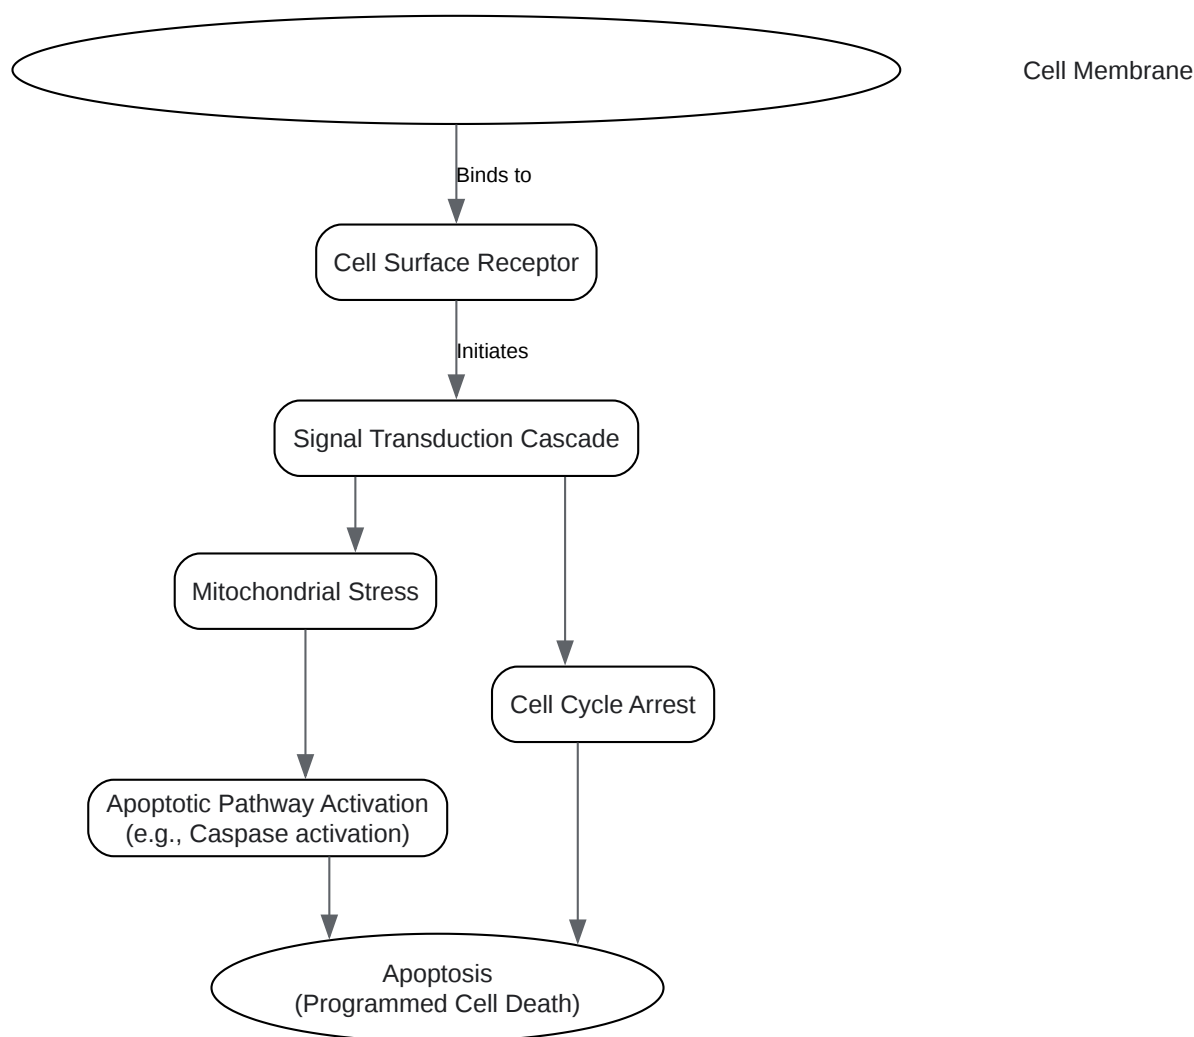 Cell Membrane
Binds to
Cell Surface Receptor
Initiates
Signal Transduction Cascade
Mitochondrial Stress
Cell Cycle Arrest
Apoptotic Pathway Activation
(e.g., Caspase activation)
Apoptosis
(Programmed Cell Death)